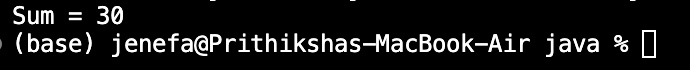 Sum = 30
(base) jenefa@Prithikshas-MacBook-Air java %